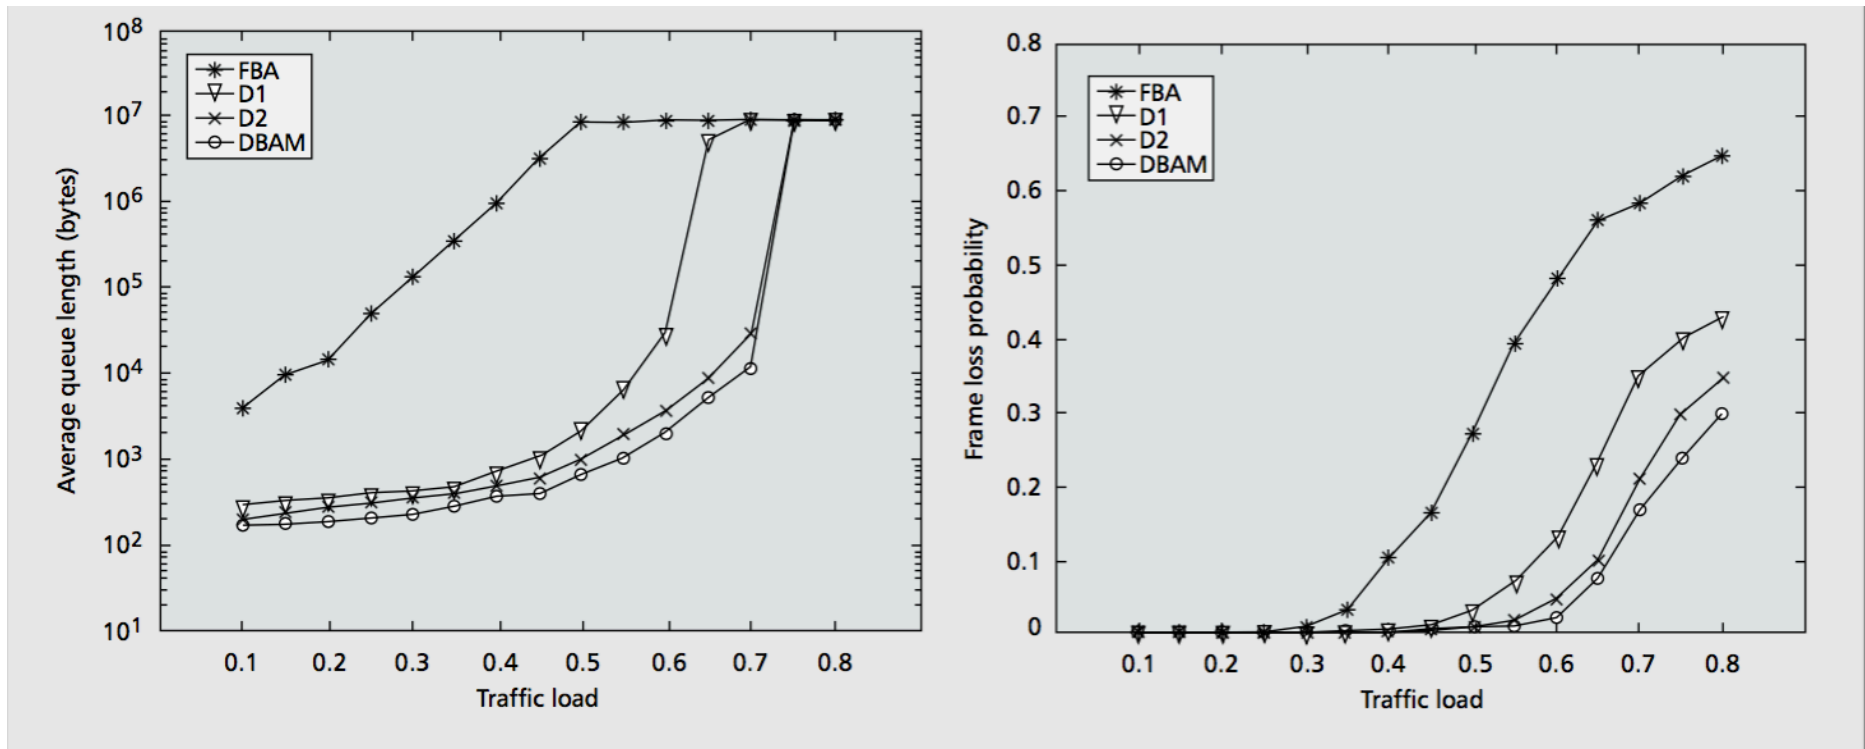 10^8
10^7
10^6
10^5
10^4
10^3
10^2
10^1
Average queue length (bytes)
FBA
D1
D2
DBAM
0.1 0.2 0.3 0.4 0.5 0.6 0.7 0.8
Traffic load
0.8
0.7
0.6
0.5
0.4
0.3
0.2
0.1
0
Frame loss probability
FBA
D1
D2
DBAM
0.1 0.2 0.3 0.4 0.5 0.6 0.7 0.8
Traffic load